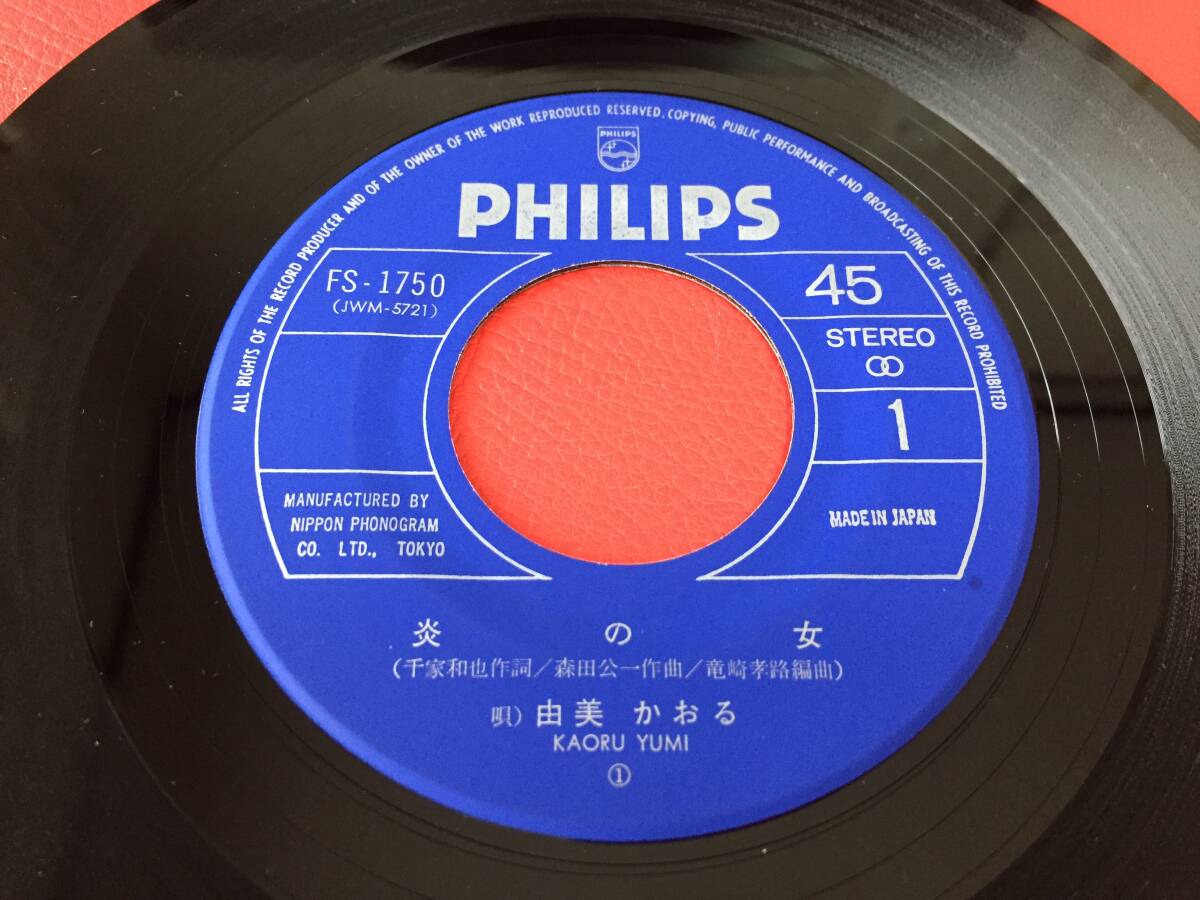 ALL RIGHTS OF THE RECORD PRODUCER AND OF THE OWNER OF THE WORK REPRODUCED RESERVED. COPYING, PUBLIC PERFORMANCE AND BROADCASTING OF THIS RECORD PROHIBITED
PHILIPS
PHILIPS
FS-1750
(JWM-5721)
45
STEREO
1
MANUFACTURED BY
NIPPON PHONOGRAM
CO. LTD., TOKYO
MADE IN JAPAN
炎の女
(千家和也作詞/森田公一作曲/竜崎孝路編曲)
唄) 由美 かおる
KAORU YUMI
①